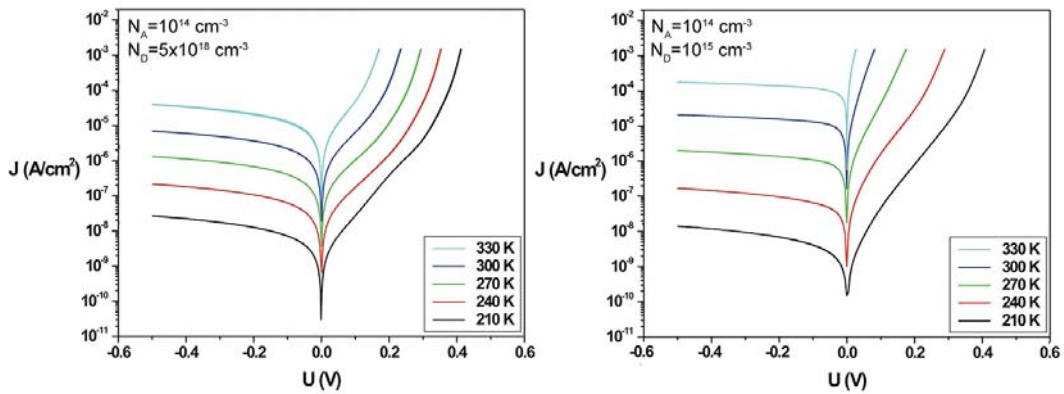 N_A=10^14 cm^-3
N_D=5x10^18 cm^-3
10^-2
10^-3
10^-4
10^-5
10^-6
10^-7
10^-8
10^-9
10^-10
10^-11
J (A/cm^2)
330 K
300 K
270 K
240 K
210 K
-0.6
-0.4
-0.2
0.0
0.2
0.4
0.6
U (V)
N_A=10^14 cm^-3
N_D=10^15 cm^-3
10^-2
10^-3
10^-4
10^-5
10^-6
10^-7
10^-8
10^-9
10^-10
10^-11
J (A/cm^2)
330 K
300 K
270 K
240 K
210 K
-0.6
-0.4
-0.2
0.0
0.2
0.4
0.6
U (V)